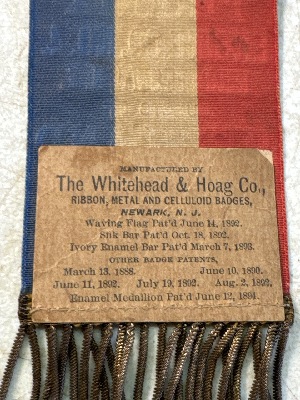 MANUFACTURED BY
The Whitehead & Hoag Co.,
RIBBON, METAL AND CELLULOID BADGES,
NEWARK, N. J.
Waving Flag Pat'd June 14, 1892.
Silk Bar Pat'd Oct. 18, 1892.
Ivory Enamel Bar Pat'd March 7, 1893.
OTHER BADGE PATENTS,
March 13, 1888. June 10, 1890.
June 11, 1892. July 19, 1892. Aug. 2, 1892,
Enamel Medallion Pat'd June 12, 1894.